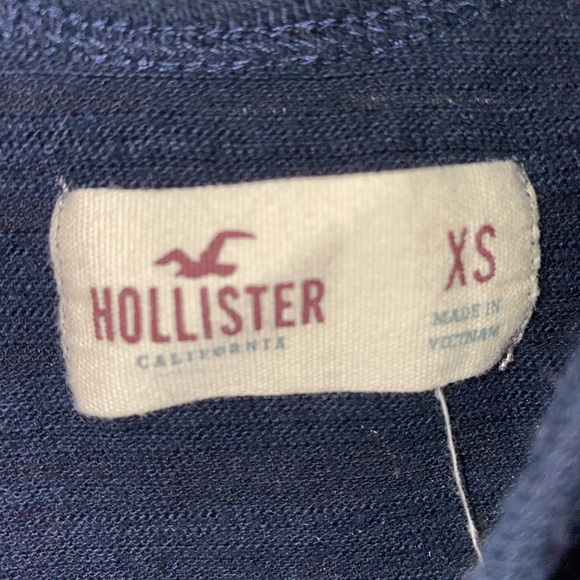 HOLLISTER
CALIFORNIA
XS
MADE IN
VIETNAM